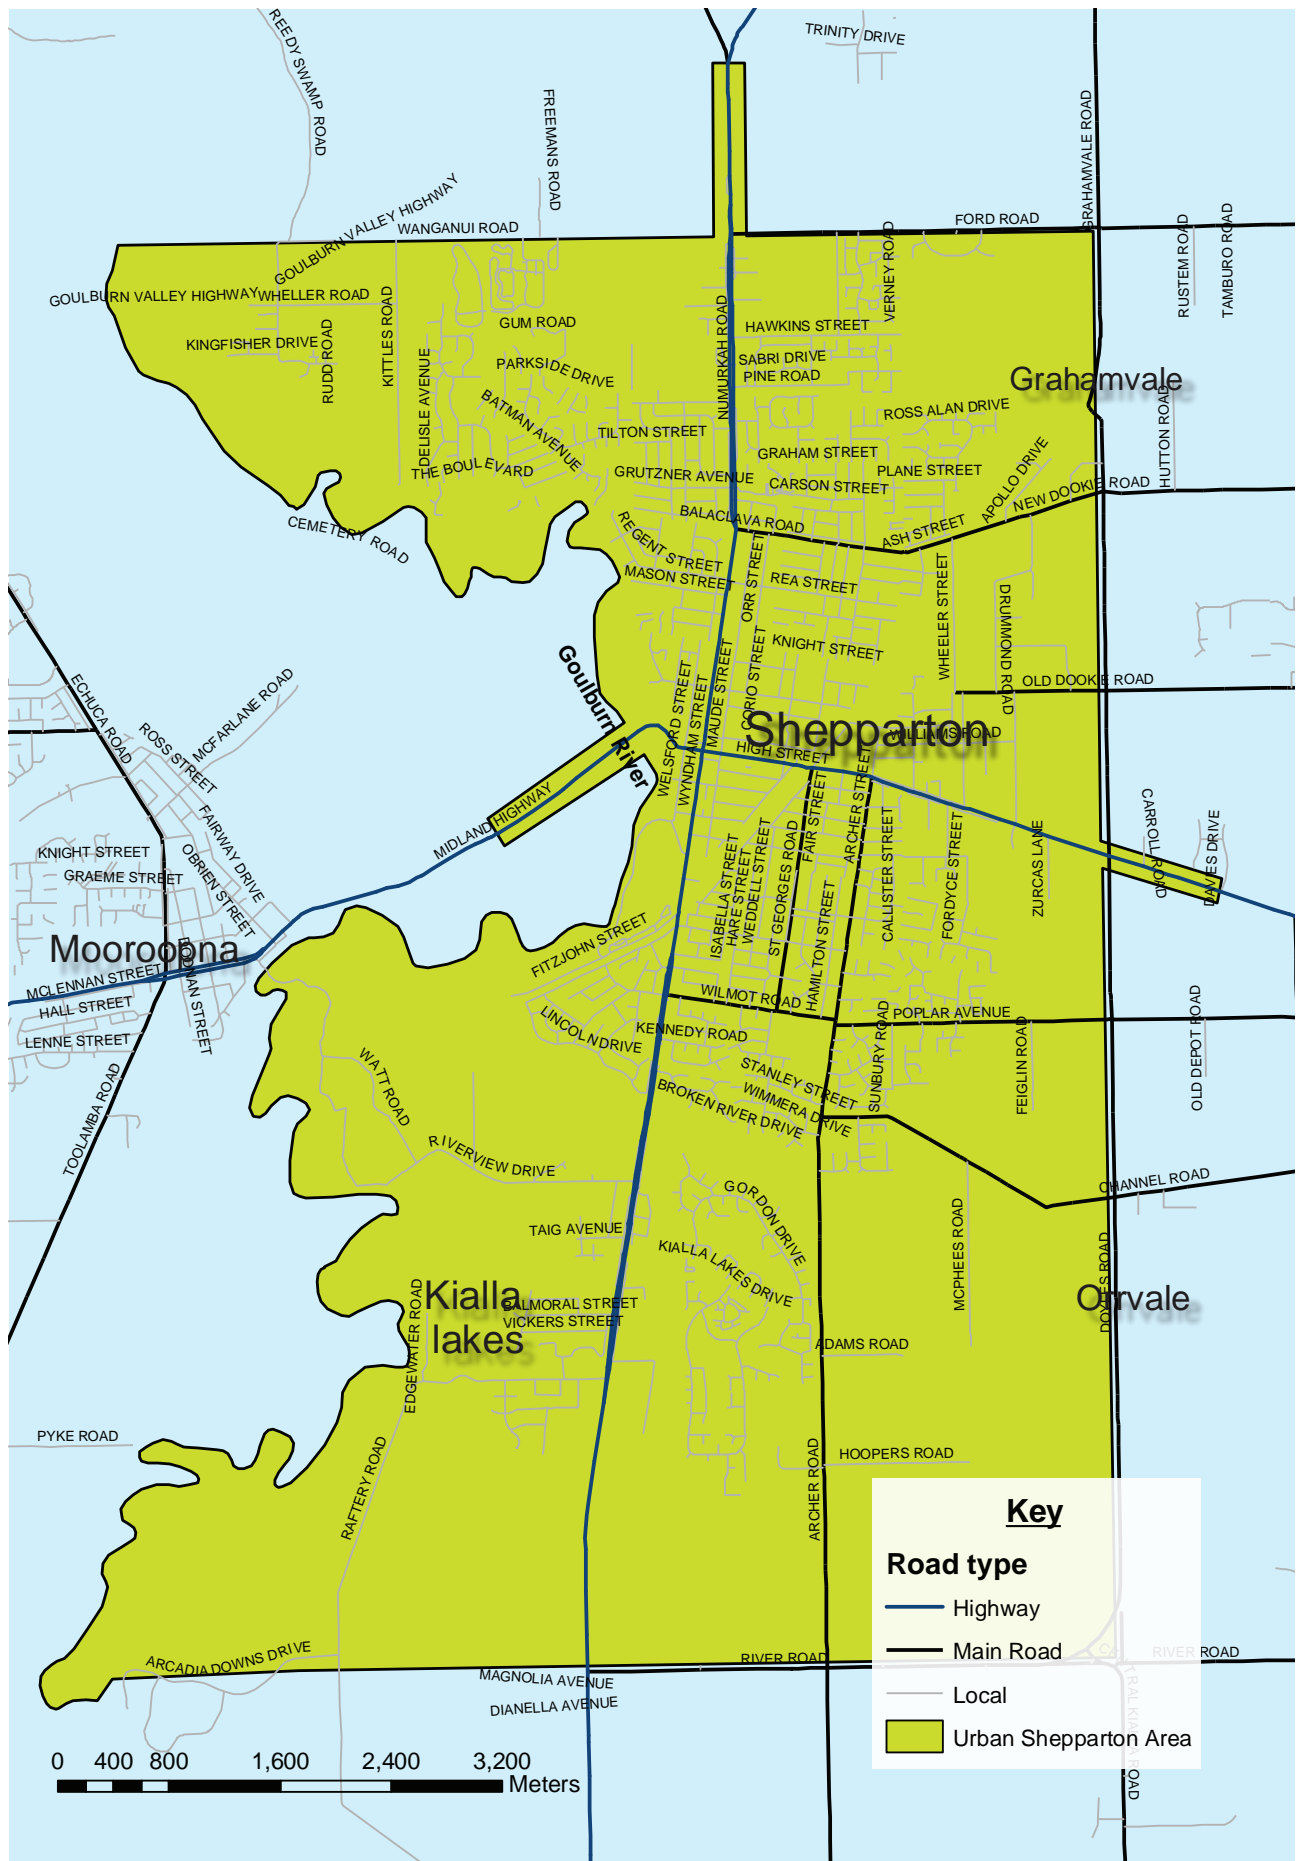 REEDY SWAMP ROAD
TRINITY DRIVE
FREEMANS ROAD
GRAHAMVALE ROAD
GOULBURN VALLEY HIGHWAY
WANGANUI ROAD
FORD ROAD
VERNEY ROAD
RUSTEM ROAD
TAMBURO ROAD
GOULBURN VALLEY HIGHWAY
WHELLER ROAD
KITTLES ROAD
NUMURKAH ROAD
GUM ROAD
HAWKINS STREET
KINGFISHER DRIVE
RUDD ROAD
DELISLE AVENUE
PARKSIDE DRIVE
SABRI DRIVE
PINE ROAD
Grahamvale
HUTTON ROAD
BATMAN AVENUE
ROSS ALAN DRIVE
TILTON STREET
GRAHAM STREET
THE BOULEVARD
GRUTZNER AVENUE
CARSON STREET
PLANE STREET
APOLLO DRIVE
NEW DOOKIE ROAD
CEMETERY ROAD
REGENT STREET
BALACLAVA ROAD
ASH STREET
MASON STREET
ORR STREET
REA STREET
WHEELER STREET
DRUMMOND ROAD
KNIGHT STREET
Goulburn River
ECHUCA ROAD
ROSS STREET
MCFARLANE ROAD
WELSFORD STREET
WYNDHAM STREET
MAUDE STREET
CORIO STREET
OLD DOOKIE ROAD
Shepparton
WILLIAMS ROAD
HIGH STREET
MIDLAND HIGHWAY
FAIRWAY DRIVE
OBRIEN STREET
KNIGHT STREET
GRAEME STREET
ISABELLA STREET
HARE STREET
WEDDELL STREET
ST GEORGES ROAD
FAIR STREET
ARCHER STREET
HAMILTON STREET
CALLISTER STREET
FORDYCE STREET
ZURCAS LANE
CARROLL ROAD
DAVIES DRIVE
Mooroopna
MCLENNAN STREET
HALL STREET
LENNE STREET
FITZJOHN STREET
WILMOT ROAD
POPLAR AVENUE
OLD DEPOT ROAD
LINCOLN DRIVE
KENNEDY ROAD
SUNBURY ROAD
FEIGLIN ROAD
TOOLAMBA ROAD
WATT ROAD
STANLEY STREET
BROKEN RIVER DRIVE
WIMMERA DRIVE
RIVERVIEW DRIVE
CHANNEL ROAD
GORDON DRIVE
TAIG AVENUE
KIALLA LAKES DRIVE
MCPHEES ROAD
DOYLES ROAD
Orrvale
Kialla
lakes
EDGEWATER ROAD
BALMORAL STREET
VICKERS STREET
ADAMS ROAD
PYKE ROAD
RAFTERY ROAD
ARCHER ROAD
HOOPERS ROAD
Key
Road type
Highway
Main Road
Local
Urban Shepparton Area
ARCADIA DOWNS DRIVE
RIVER ROAD
RIVER ROAD
MAGNOLIA AVENUE
DIANELLA AVENUE
0 400 800 1,600 2,400 3,200
Meters